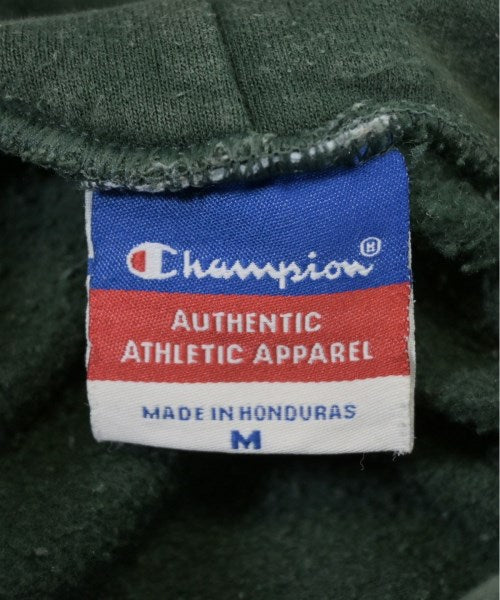 Champion®
AUTHENTIC
ATHLETIC APPAREL
MADE IN HONDURAS
M